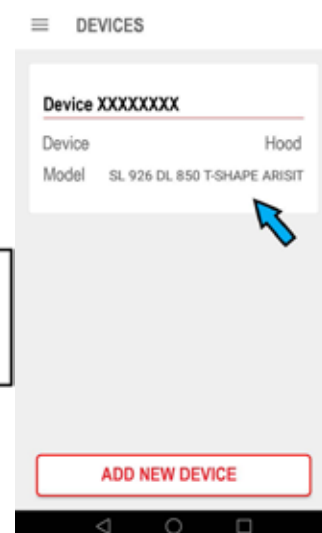 DEVICES
Device XXXXXXXX
Device Hood
Model SL 926 DL 850 T-SHAPE ARISIT
ADD NEW DEVICE